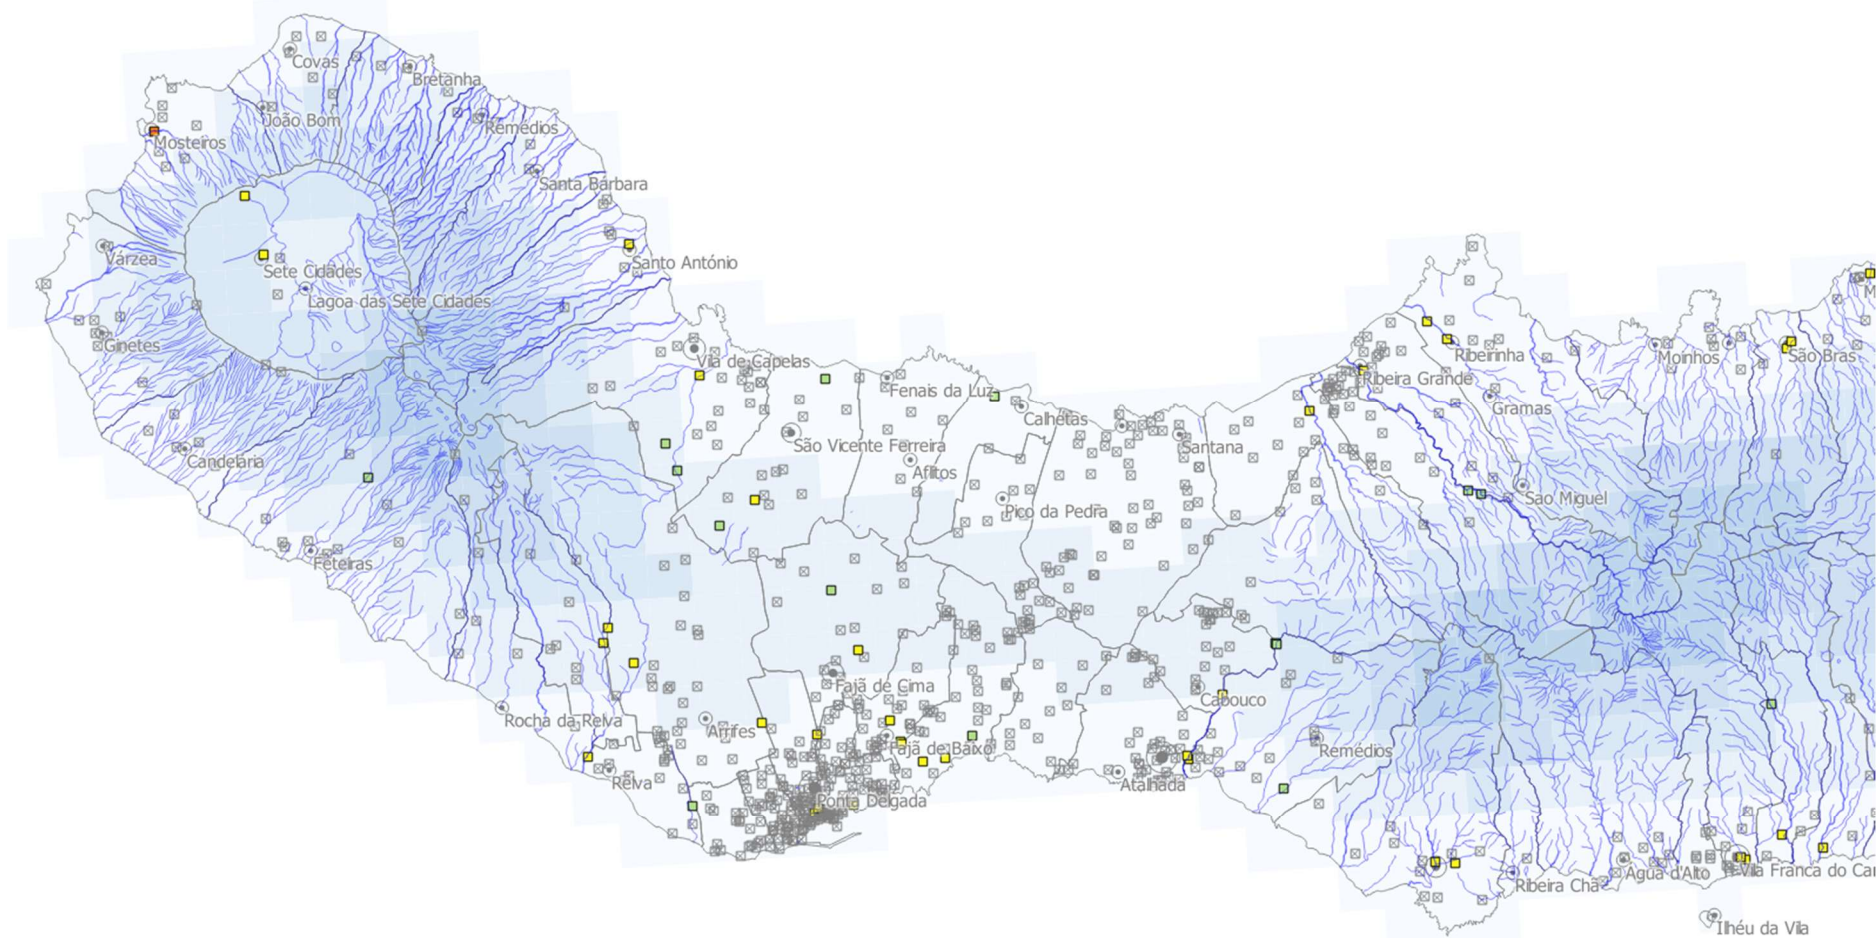 Covas
Bretanha
João Bom
Remédios
Mosteiros
Santa Bárbara
Várzea
Santo António
Sete Cidades
Lagoa das Sete Cidades
Ginetes
Vila de Capelas
Fenais da Luz
Calhetas
São Vicente Ferreira
Aflitos
Santana
Candelária
Pico da Pedra
Feteiras
Ribeirinha
Moinhos
São Bras
Ribeira Grande
Gramas
São Miguel
Fajã de Cima
Cabouco
Rocha da Relva
Arrifes
Fajã de Baixo
Remédios
Relva
Atalhada
Ponta Delgada
Ribeira Chã
Água d'Alto
Vila Franca do Ca
Ilhéu da Vila
M